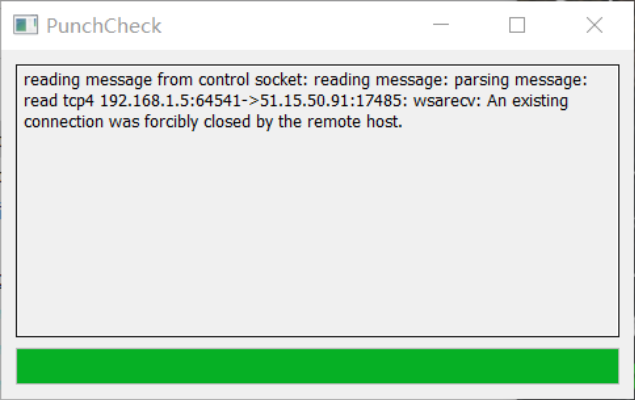 PunchCheck
reading message from control socket: reading message: parsing message:
read tcp4 192.168.1.5:64541->51.15.50.91:17485: wsarecv: An existing
connection was forcibly closed by the remote host.